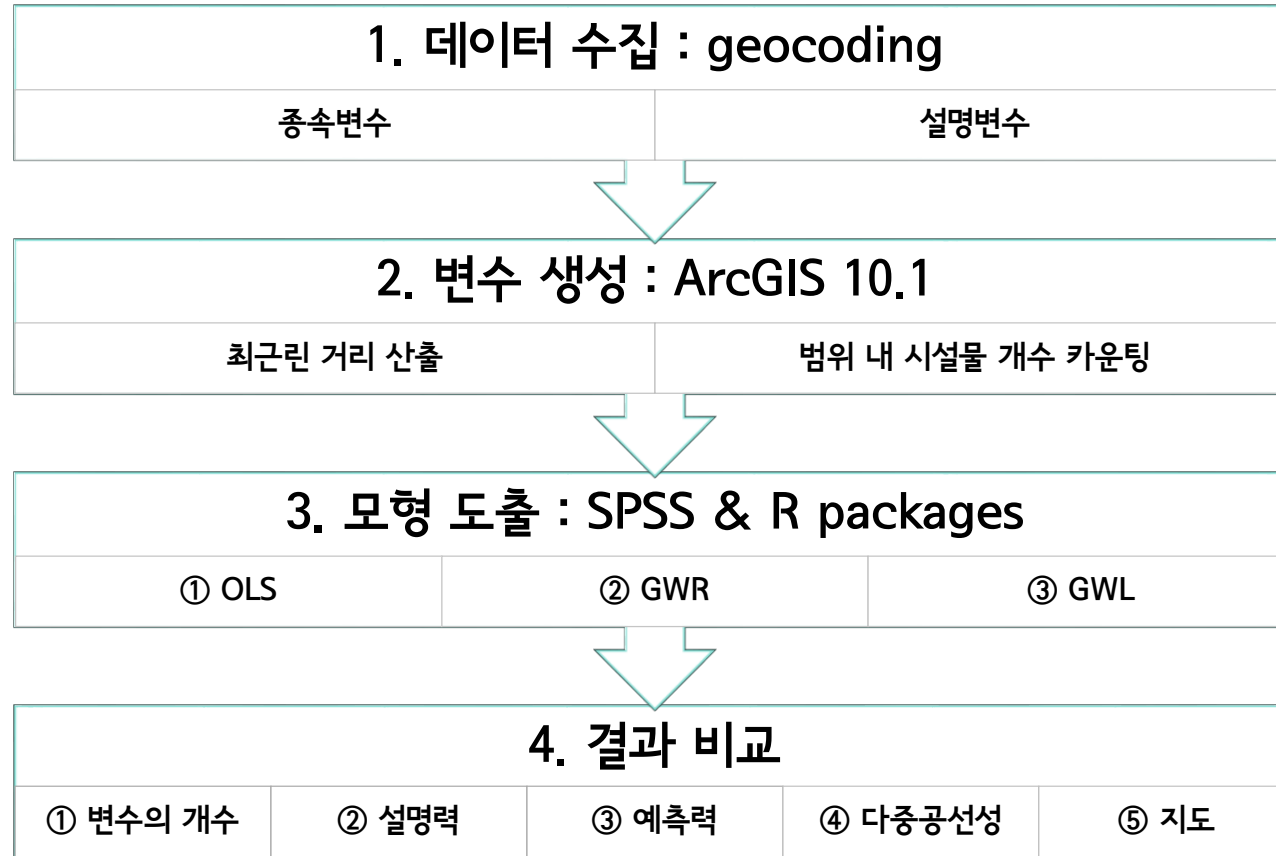 1. 데이터 수집 : geocoding
종속변수 설명변수
2. 변수 생성 : ArcGIS 10.1
최근린 거리 산출 범위 내 시설물 개수 카운팅
3. 모형 도출 : SPSS & R packages
① OLS ② GWR ③ GWL
4. 결과 비교
① 변수의 개수 ② 설명력 ③ 예측력 ④ 다중공선성 ⑤ 지도